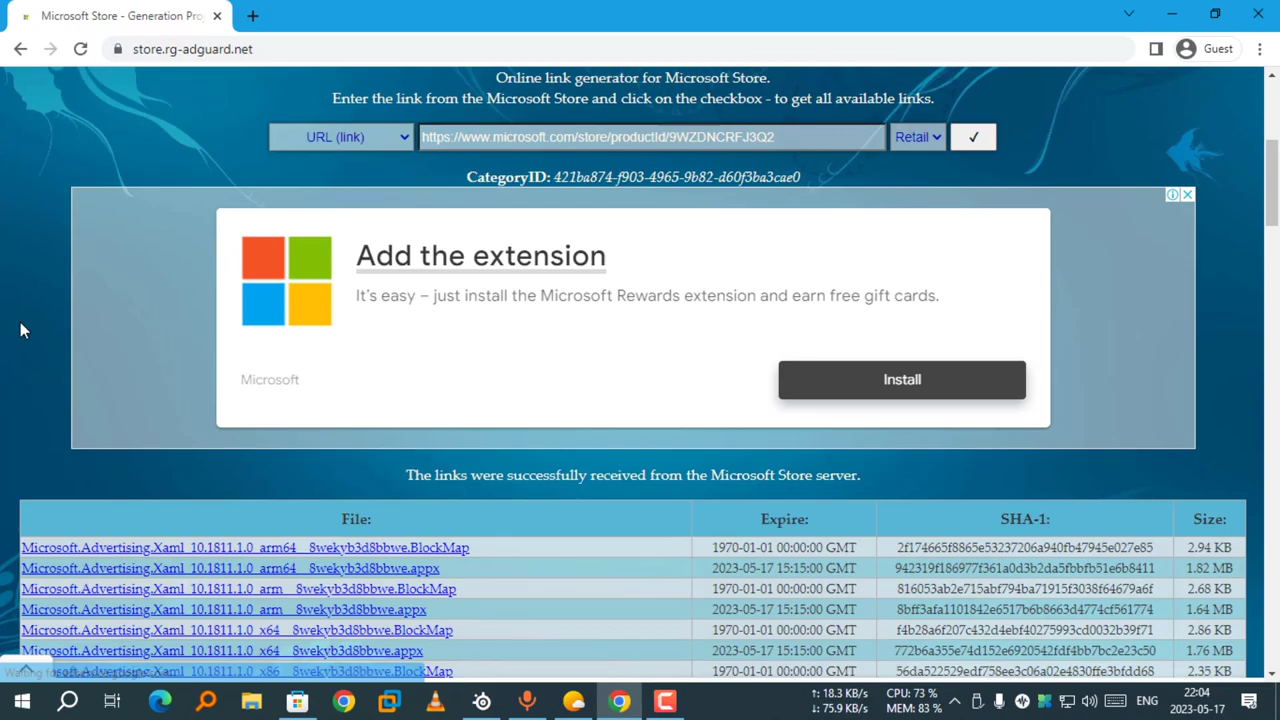 Microsoft Store - Generation Pro
store.rg-adguard.net
Guest
Online link generator for Microsoft Store.
Enter the link from the Microsoft Store and click on the checkbox - to get all available links.
URL (link) https://www.microsoft.com/store/productId/9WZDNCRFJ3Q2 Retail ✓
CategoryID: 421ba874-f903-4965-9b82-d60f3ba3cae0
Add the extension
It's easy – just install the Microsoft Rewards extension and earn free gift cards.
Microsoft
Install
The links were successfully received from the Microsoft Store server.
File: Expire: SHA-1: Size:
Microsoft.Advertising.Xaml_10.1811.1.0_arm64__8wekyb3d8bbwe.BlockMap 1970-01-01 00:00:00 GMT 2f174665f8865e53237206a940fb47945e027e85 2.94 KB
Microsoft.Advertising.Xaml_10.1811.1.0_arm64__8wekyb3d8bbwe.appx 2023-05-17 15:15:00 GMT 942319f186977f361a0d3b2da5fbbfb51e6b8411 1.82 MB
Microsoft.Advertising.Xaml_10.1811.1.0_arm__8wekyb3d8bbwe.BlockMap 1970-01-01 00:00:00 GMT 816053ab2e715abf794ba71915f3038f64679a6f 2.68 KB
Microsoft.Advertising.Xaml_10.1811.1.0_arm__8wekyb3d8bbwe.appx 2023-05-17 15:15:00 GMT 8bff3afa1101842e6517b6b8663d4774cf561774 1.64 MB
Microsoft.Advertising.Xaml_10.1811.1.0_x64__8wekyb3d8bbwe.BlockMap 1970-01-01 00:00:00 GMT f4b28a6f207c432d4ebf40275993cd0032b39f71 2.86 KB
Microsoft.Advertising.Xaml_10.1811.1.0_x64__8wekyb3d8bbwe.appx 2023-05-17 15:15:00 GMT 772b6a355e74d152e6920542fdf4bb7bc2e23c50 1.76 MB
Microsoft.Advertising.Xaml_10.1811.1.0_x86__8wekyb3d8bbwe.BlockMap 1970-01-01 00:00:00 GMT 56da522529edf758ee3c06a02e4830ffe3bfdd68 2.35 KB
Waiting for
↑: 18.3 KB/s CPU: 73 % 22:04
↓: 75.9 KB/s MEM: 83 % ENG 2023-05-17